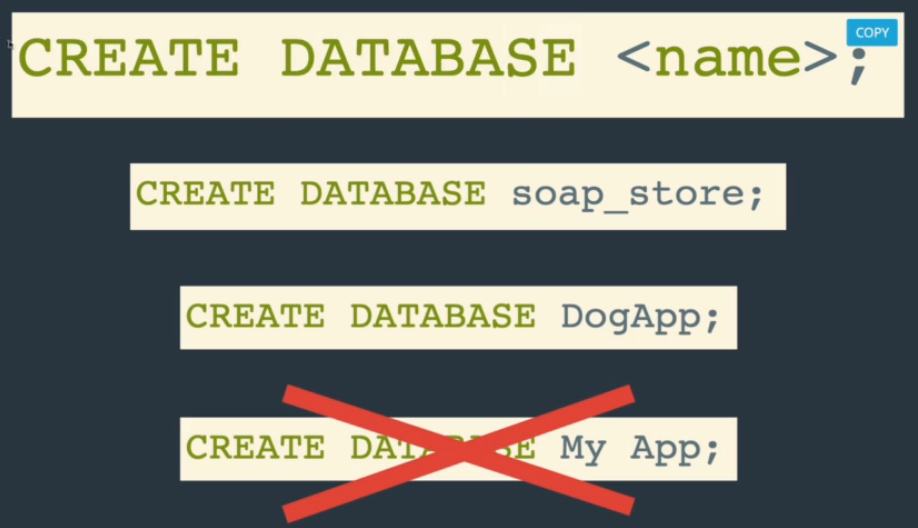 CREATE DATABASE <name>;
COPY
CREATE DATABASE soap_store;
CREATE DATABASE DogApp;
CREATE DATABASE My App;